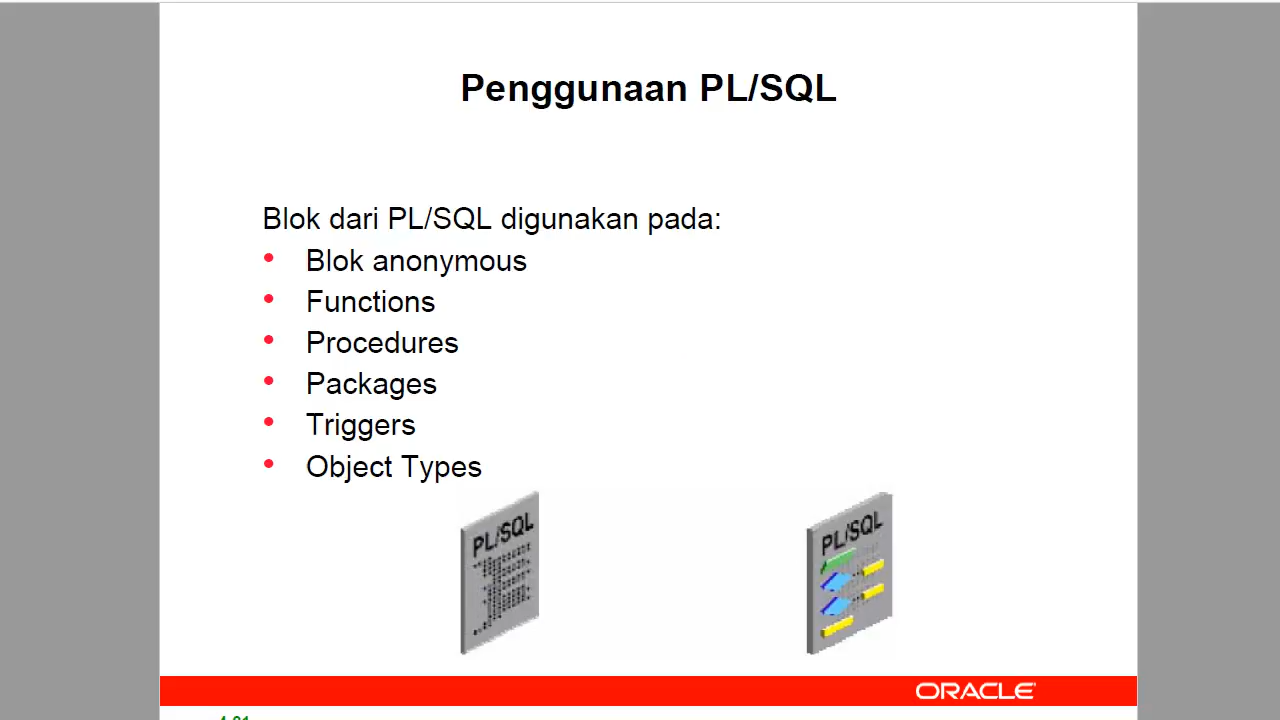 Penggunaan PL/SQL
Blok dari PL/SQL digunakan pada:
• Blok anonymous
• Functions
• Procedures
• Packages
• Triggers
• Object Types
PL/SQL
PL/SQL
ORACLE